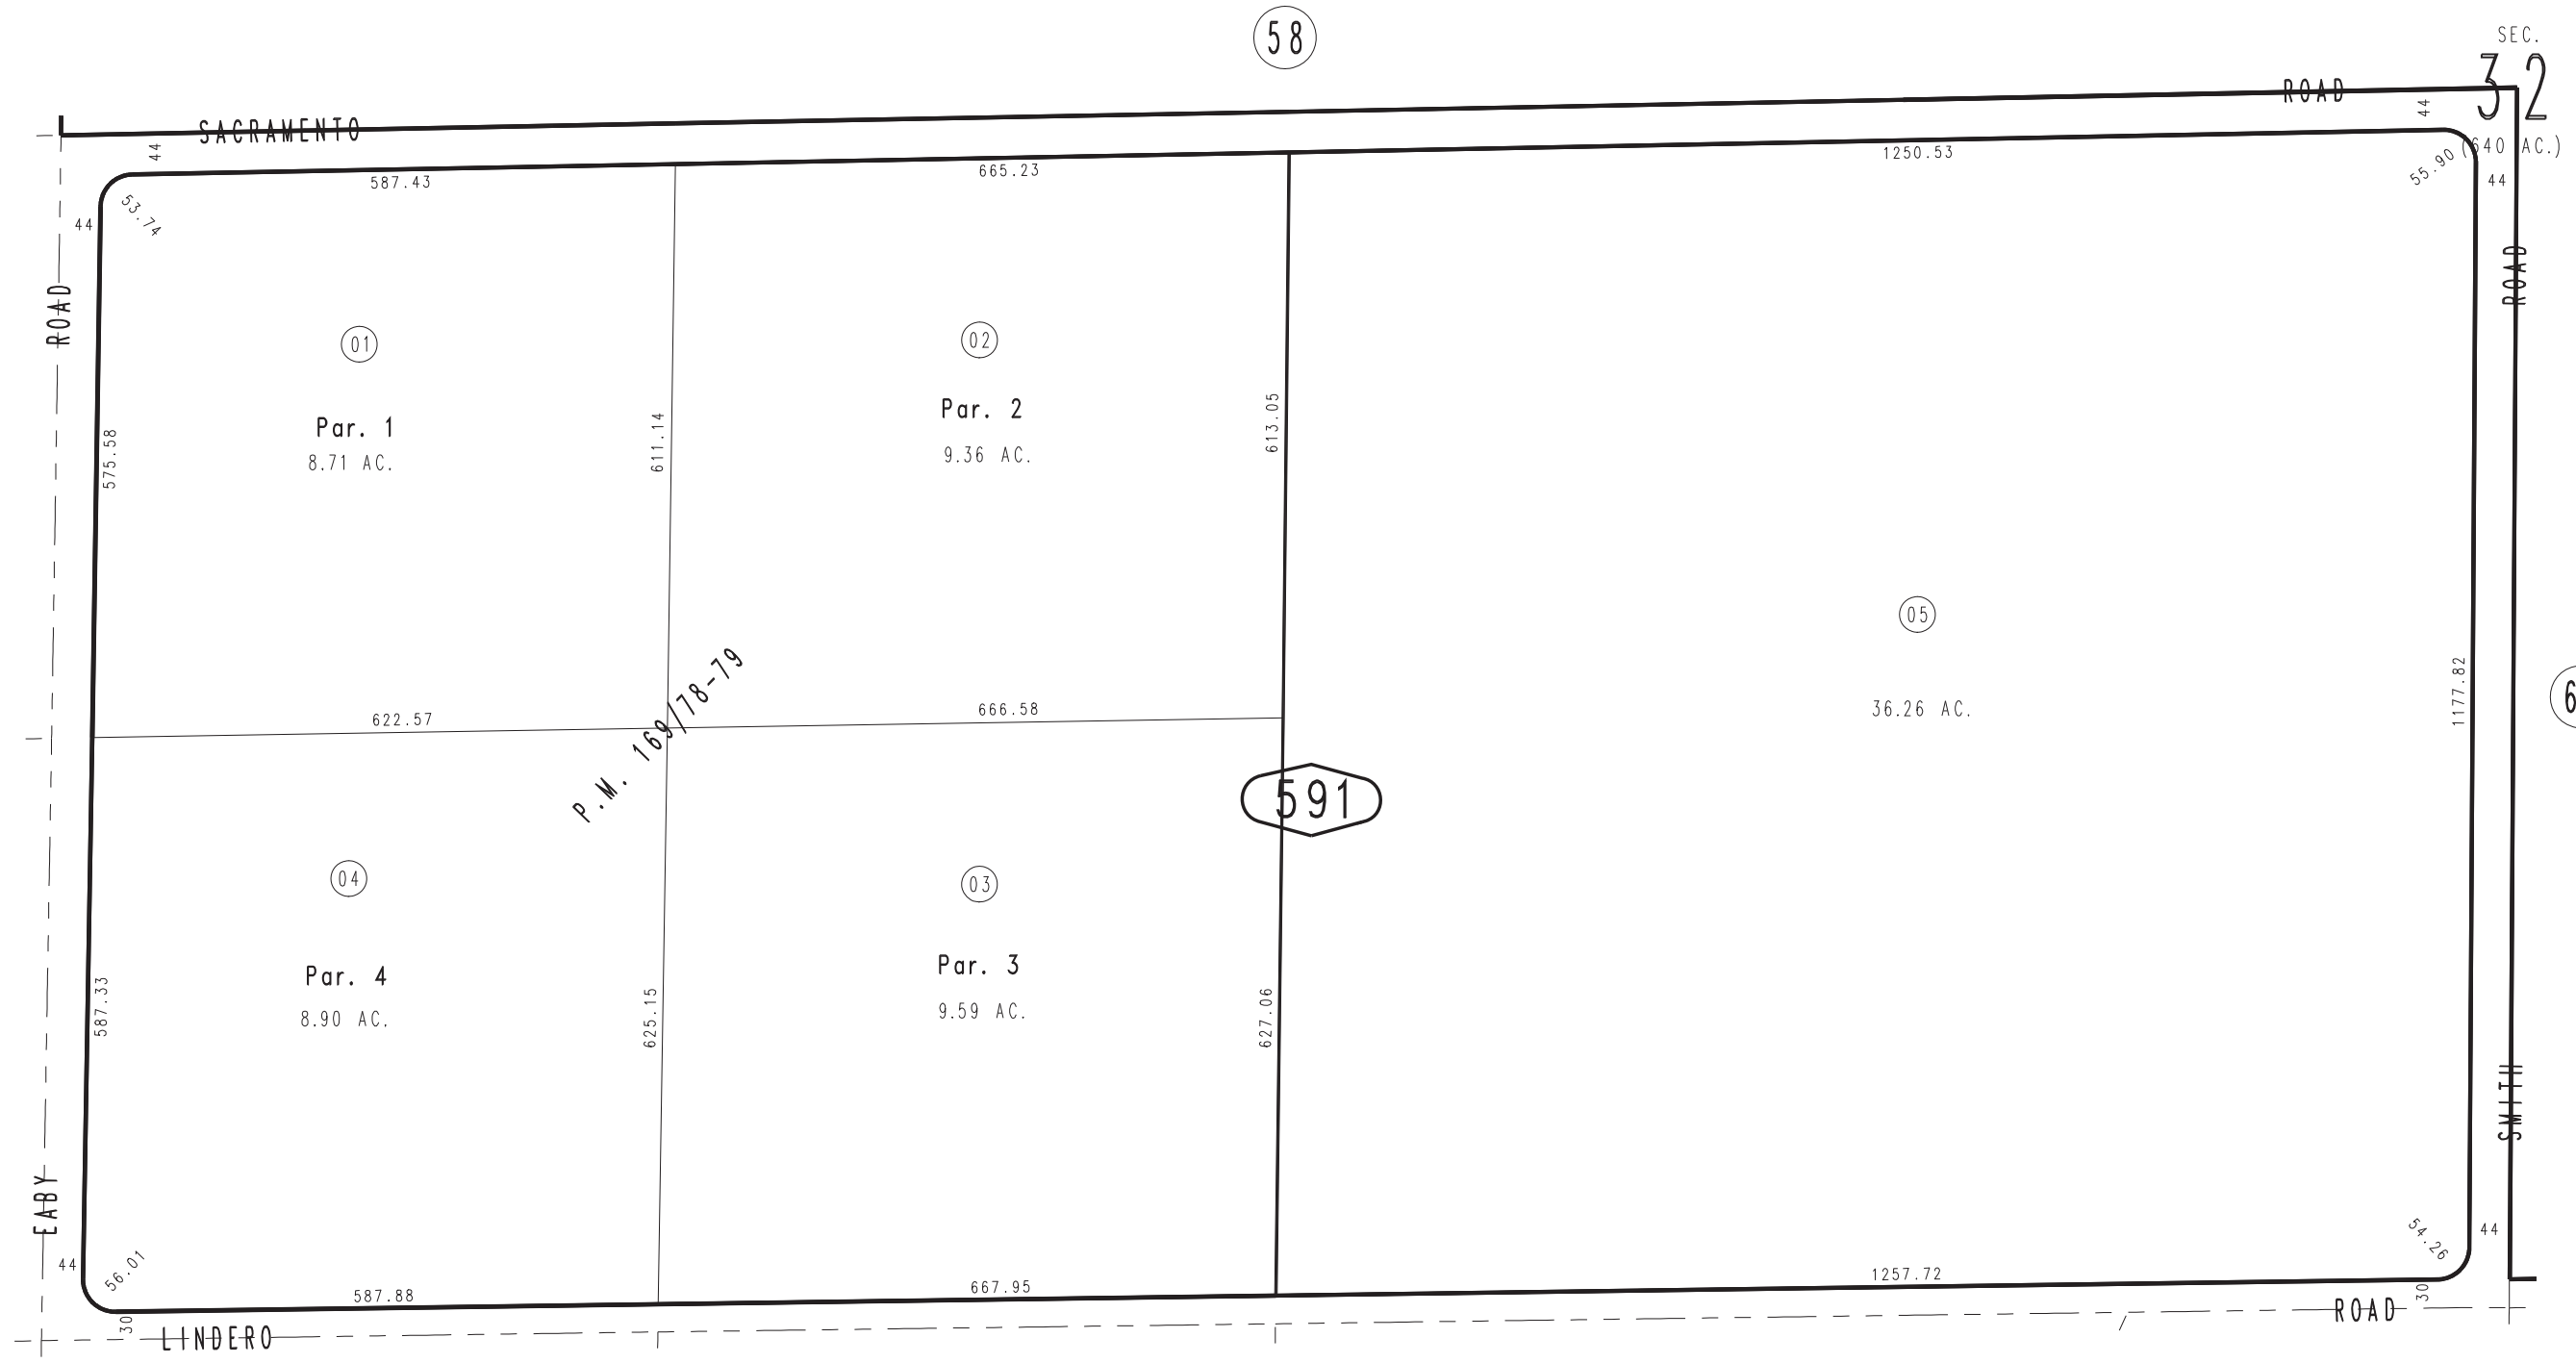 58
SEC.
32
(640 AC.)
SACRAMENTO
ROAD
44
44
587.43
665.23
1250.53
55.90
44
53.74
44
ROAD
ROAD
01
02
Par. 1
8.71 AC.
Par. 2
9.36 AC.
575.58
611.14
613.05
05
36.26 AC.
1177.82
6
622.57
666.58
P.M. 169/78-79
591
04
03
Par. 4
8.90 AC.
Par. 3
9.59 AC.
587.33
625.15
627.06
SMITH
EABY
44
56.01
54.26
44
587.88
667.95
1257.72
30
30
LINDERO
ROAD